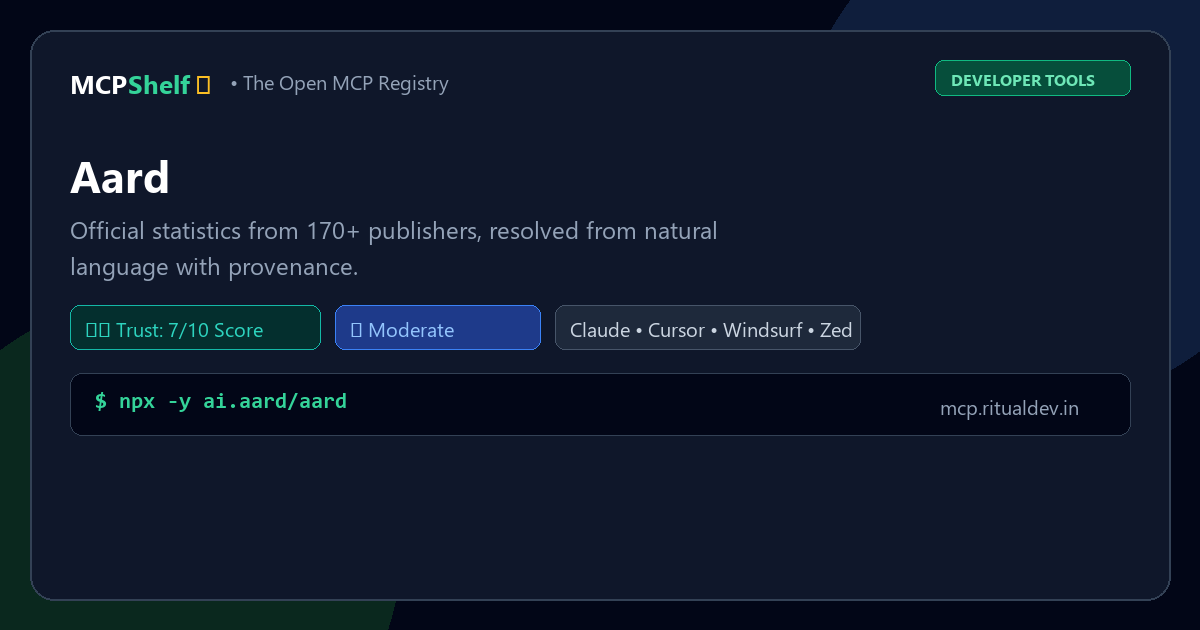 MCPShelf • The Open MCP Registry
DEVELOPER TOOLS
Aard
Official statistics from 170+ publishers, resolved from natural
language with provenance.
Trust: 7/10 Score
Moderate
Claude • Cursor • Windsurf • Zed
$ npx -y ai.aard/aard
mcp.ritualdev.in